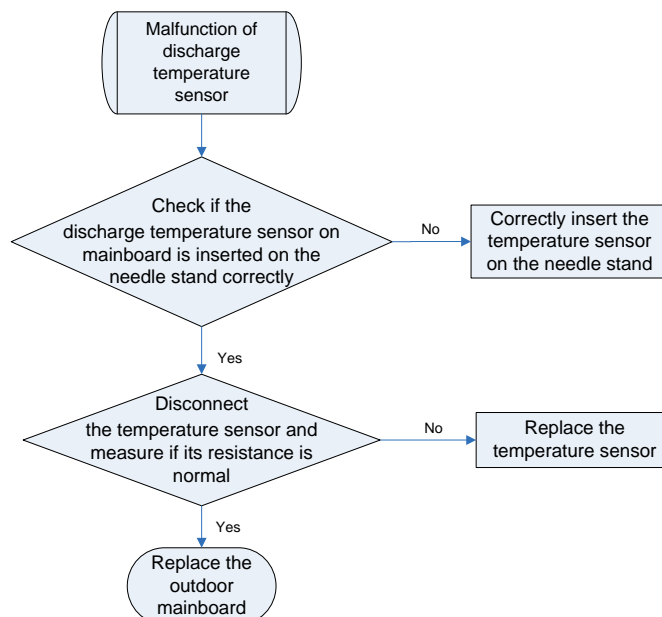 Malfunction of
discharge
temperature
sensor
Check if the
discharge temperature sensor on
mainboard is inserted on the
needle stand correctly
No
Correctly insert the
temperature sensor
on the needle stand
Yes
Disconnect
the temperature sensor and
measure if its resistance is
normal
No
Replace the
temperature sensor
Yes
Replace the
outdoor
mainboard